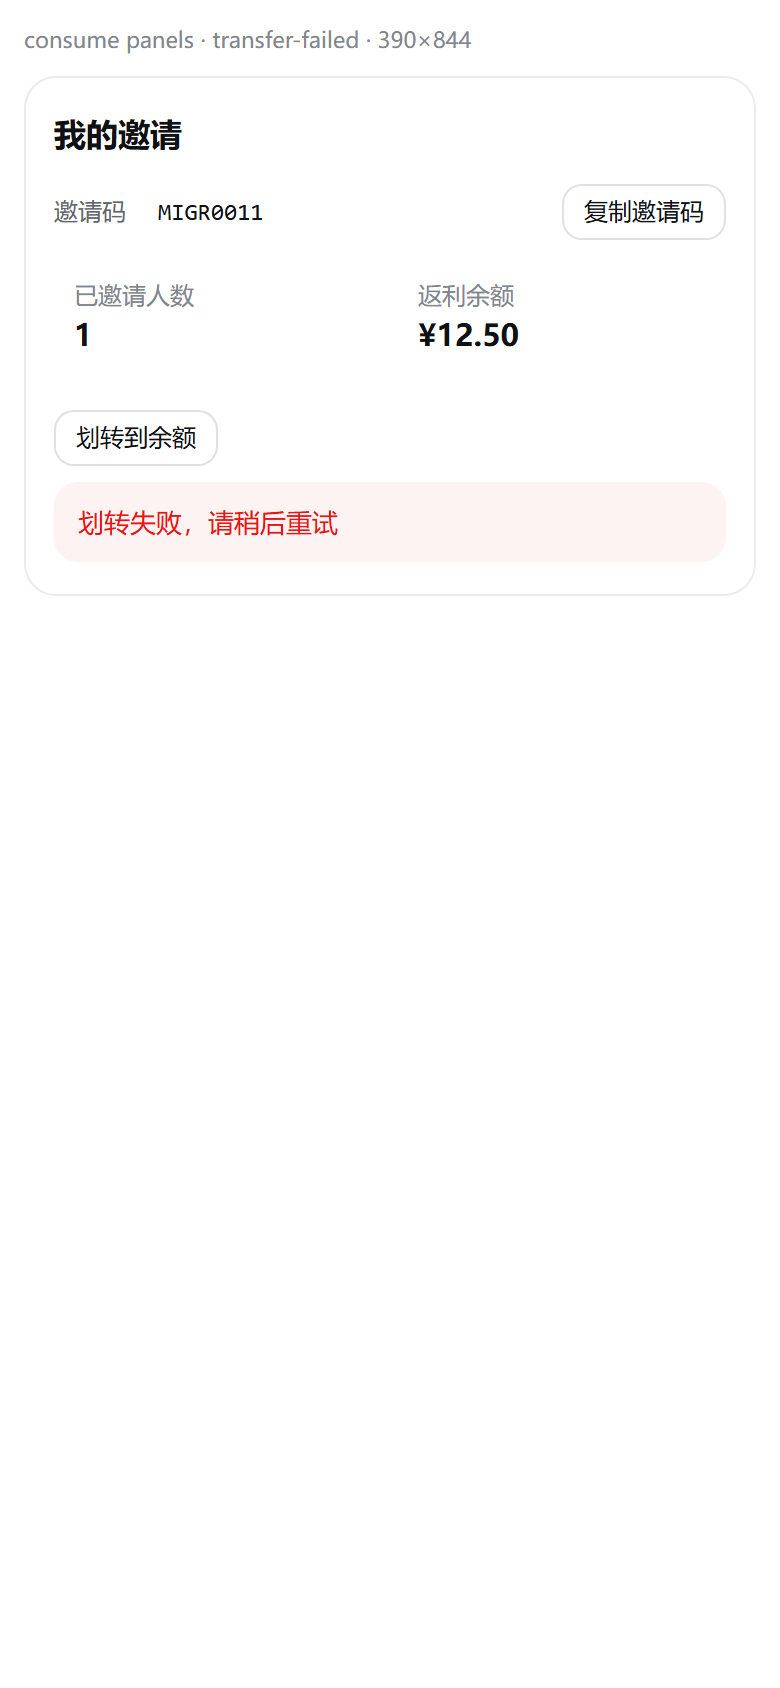 consume panels · transfer-failed · 390×844
我的邀请
邀请码 MIGR0011 复制邀请码
已邀请人数 返利余额
1 ¥12.50
划转到余额
划转失败，请稍后重试